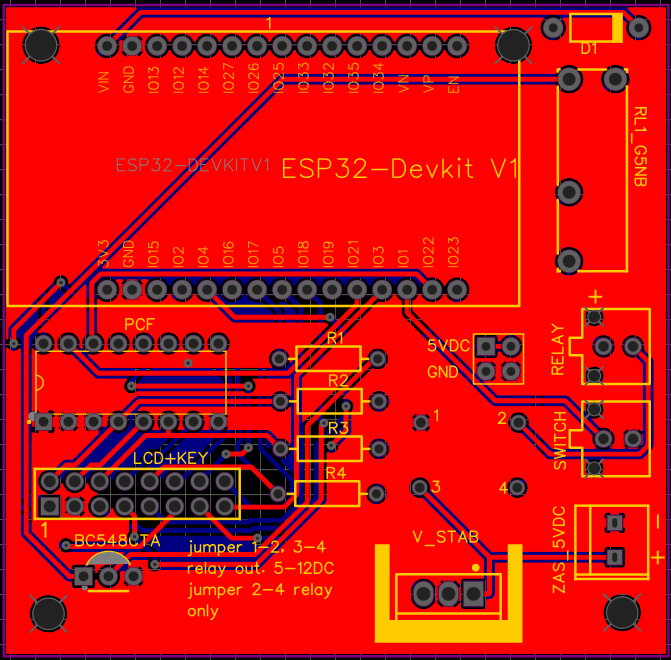 1
D1
VIN GND IO13 IO12 IO14 IO27 IO26 IO25 IO33 IO32 IO35 IO34 VN VP EN
RL1_G5NB
ESP32-DEVKITV1
ESP32-Devkit V1
3V3 GND IO15 IO2 IO4 IO16 IO17 IO5 IO18 IO19 IO21 IO3 IO1 IO22 IO23
PCF
+
RELAY
R1
5VDC
GND
R2
1
2
SWITCH
R3
LCD+KEY
R4
3
4
1
BC548CTA
V_STAB
ZAS_5VDC
-
+
jumper 1-2, 3-4
relay out. 5-12DC
jumper 2-4 relay
only